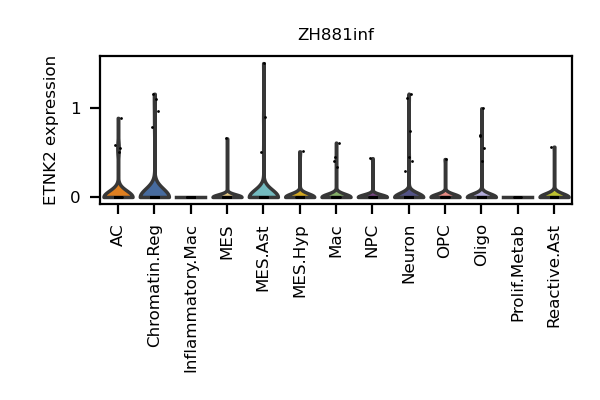 ZH881inf
ETNK2 expression
1
0
AC
Chromatin.Reg
Inflammatory.Mac
MES
MES.Ast
MES.Hyp
Mac
NPC
Neuron
OPC
Oligo
Prolif.Metab
Reactive.Ast